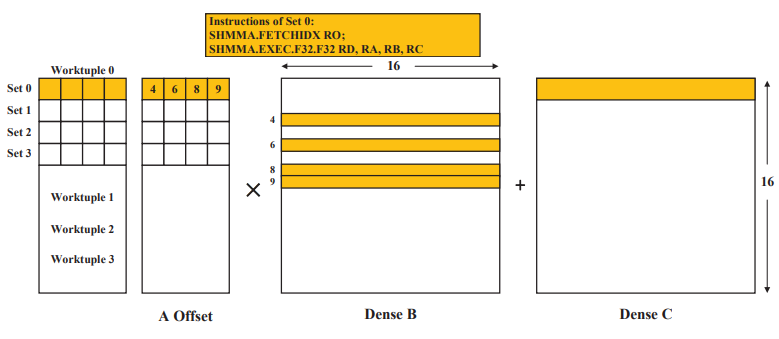 Instructions of Set 0:
SHMMA.FETCHIDX RO;
SHMMA.EXEC.F32.F32 RD, RA, RB, RC
16
Worktuple 0
Set 0
4 6 8 9
Set 1
Set 2
Set 3
4
6
8
9
×
+
16
Worktuple 1
Worktuple 2
Worktuple 3
A Offset
Dense B
Dense C